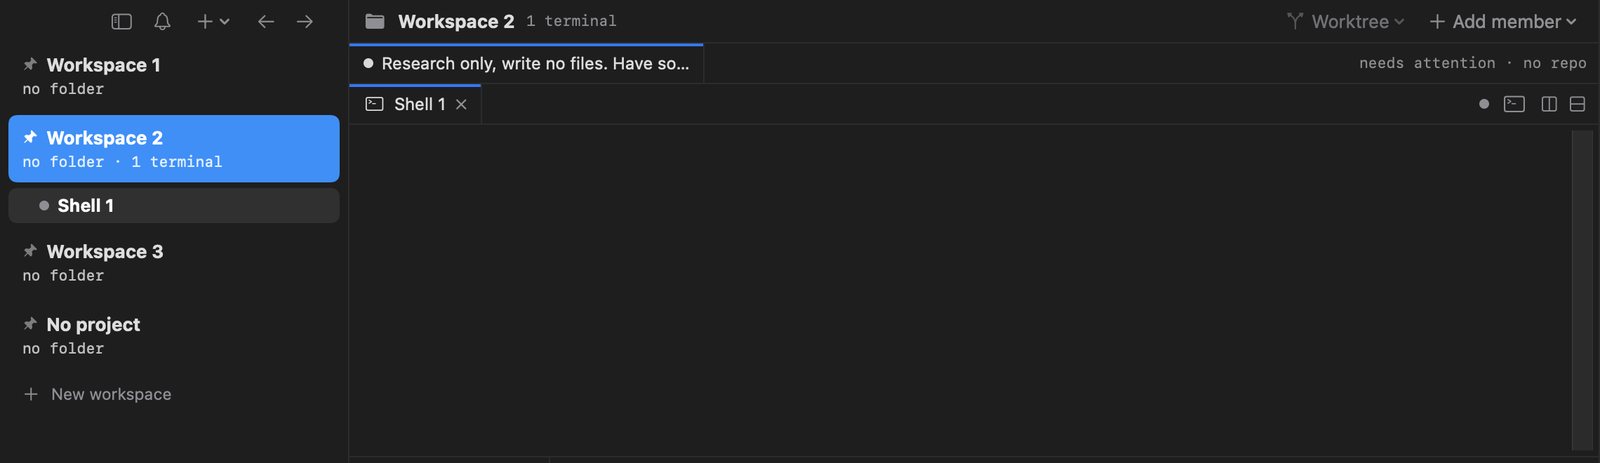 Workspace 1
no folder
Workspace 2
no folder · 1 terminal
Shell 1
Workspace 3
no folder
No project
no folder
New workspace
Workspace 2 1 terminal
Worktree
Add member
Research only, write no files. Have so...
needs attention · no repo
Shell 1